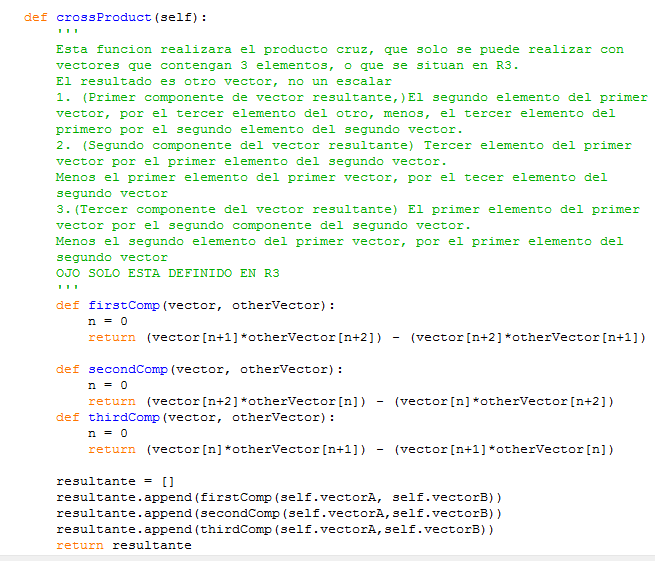 def crossProduct(self):
'''
Esta funcion realizara el producto cruz, que solo se puede realizar con
vectores que contengan 3 elementos, o que se situan en R3.
El resultado es otro vector, no un escalar
1. (Primer componente de vector resultante,)El segundo elemento del primer
vector, por el tercer elemento del otro, menos, el tercer elemento del
primero por el segundo elemento del segundo vector.
2. (Segundo componente del vector resultante) Tercer elemento del primer
vector por el primer elemento del segundo vector.
Menos el primer elemento del primer vector, por el tecer elemento del
segundo vector
3.(Tercer componente del vector resultante) El primer elemento del primer
vector por el segundo componente del segundo vector.
Menos el segundo elemento del primer vector, por el primer elemento del
segundo vector
OJO SOLO ESTA DEFINIDO EN R3
'''
def firstComp(vector, otherVector):
n = 0
return (vector[n+1]*otherVector[n+2]) - (vector[n+2]*otherVector[n+1])
def secondComp(vector, otherVector):
n = 0
return (vector[n+2]*otherVector[n]) - (vector[n]*otherVector[n+2])
def thirdComp(vector, otherVector):
n = 0
return (vector[n]*otherVector[n+1]) - (vector[n+1]*otherVector[n])
resultante = []
resultante.append(firstComp(self.vectorA, self.vectorB))
resultante.append(secondComp(self.vectorA,self.vectorB))
resultante.append(thirdComp(self.vectorA,self.vectorB))
return resultante